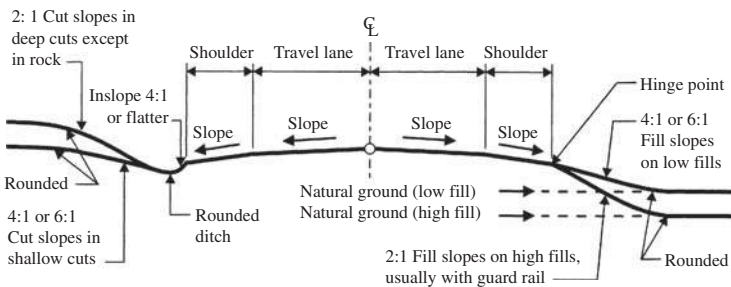 2: 1 Cut slopes in
deep cuts except
in rock
℄
Shoulder
Travel lane
Travel lane
Shoulder
Inslope 4:1
or flatter
Hinge point
Slope
Slope
Slope
Slope
4:1 or 6:1
Fill slopes
on low fills
Rounded
Natural ground (low fill)
Natural ground (high fill)
4:1 or 6:1
Cut slopes in
shallow cuts
Rounded
ditch
2:1 Fill slopes on high fills,
usually with guard rail
Rounded